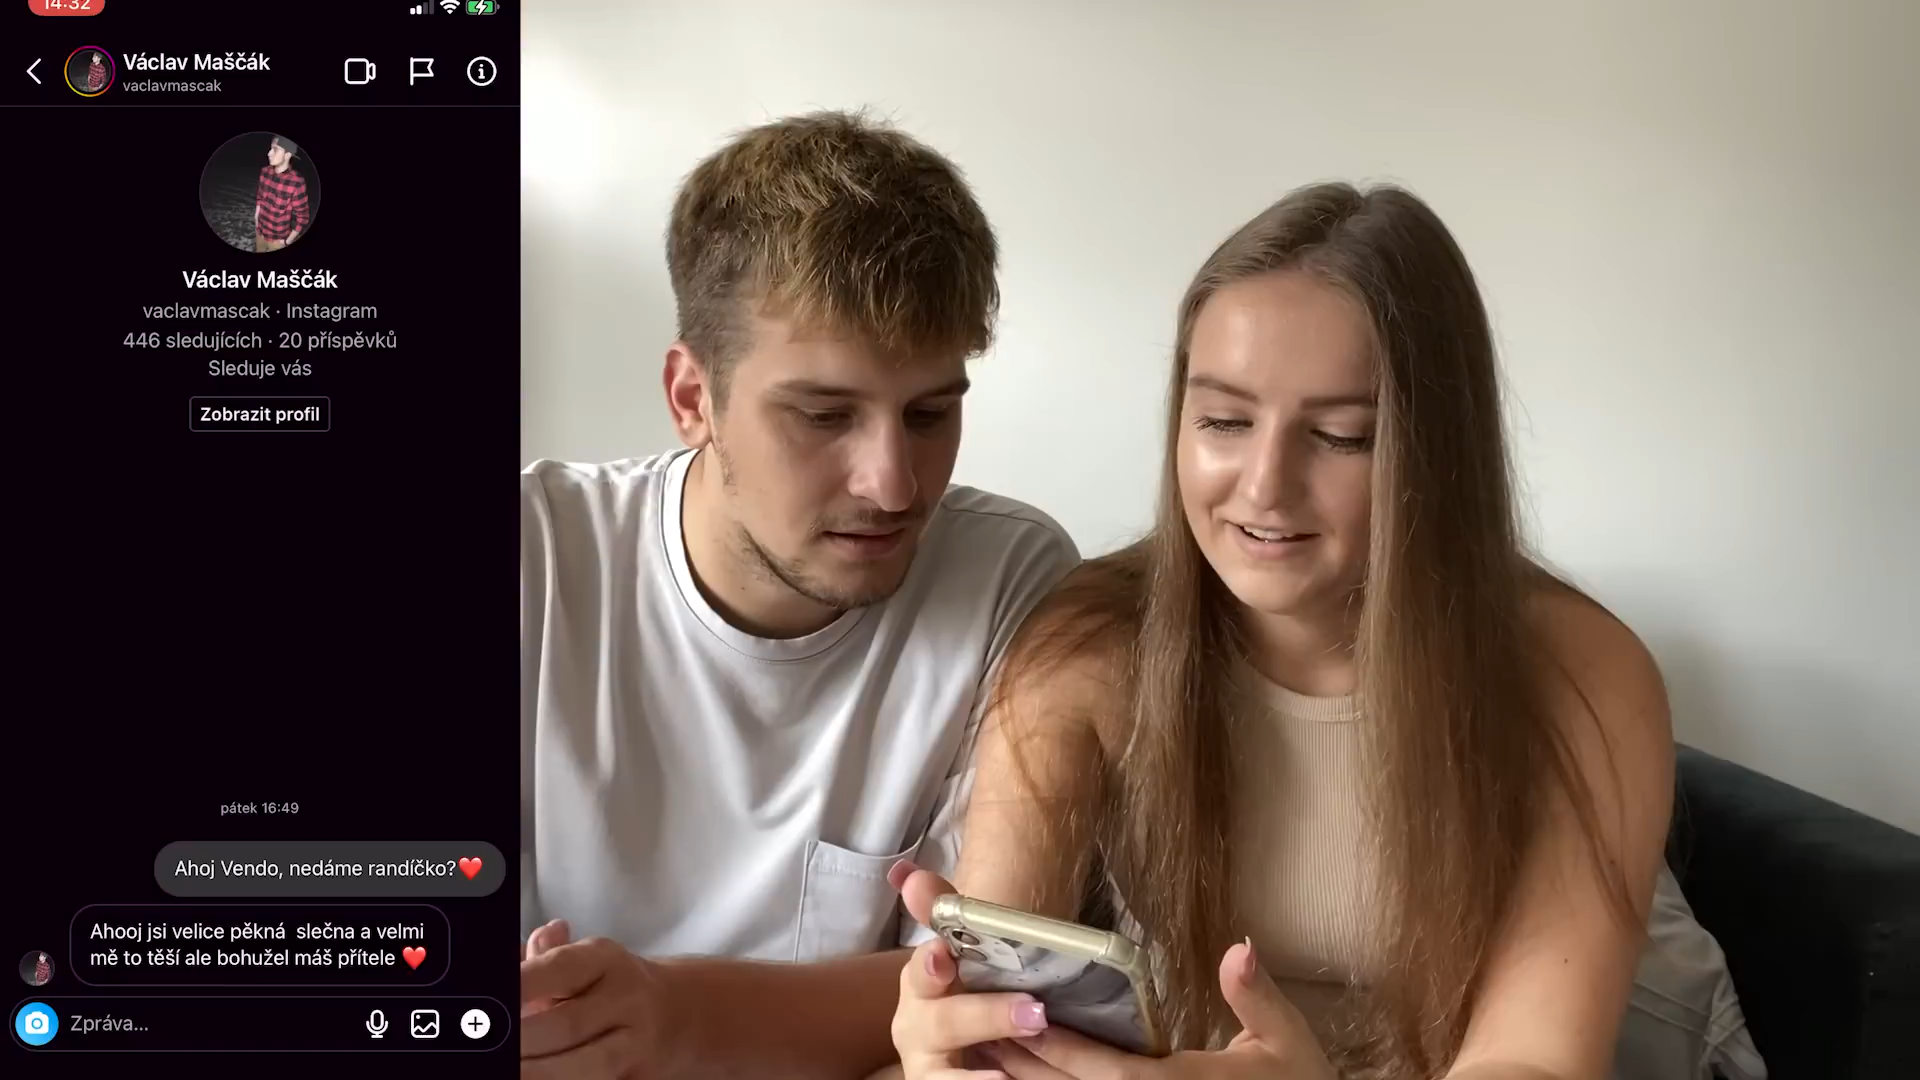 14:32
Václav Maščák
vaclavmascak
Václav Maščák
vaclavmascak · Instagram
446 sledujících · 20 příspěvků
Sleduje vás
Zobrazit profil
pátek 16:49
Ahoj Vendo, nedáme randíčko?❤️
Ahooj jsi velice pěkná  slečna a velmi
mě to těší ale bohužel máš přítele ❤️
Zpráva...